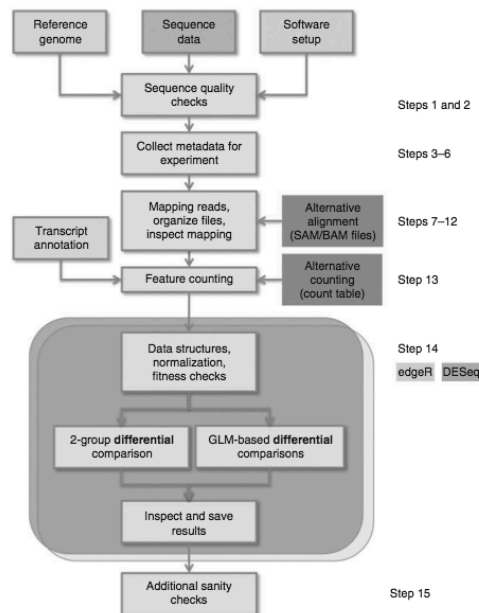 Reference
genome
Sequence
data
Software
setup
Sequence quality
checks
Steps 1 and 2
Collect metadata for
experiment
Steps 3–6
Mapping reads,
organize files,
inspect mapping
Alternative
alignment
(SAM/BAM files)
Steps 7–12
Transcript
annotation
Feature counting
Alternative
counting
(count table)
Step 13
Data structures,
normalization,
fitness checks
Step 14
edgeR DESeq
2-group differential
comparison
GLM-based differential
comparisons
Inspect and save
results
Additional sanity
checks
Step 15